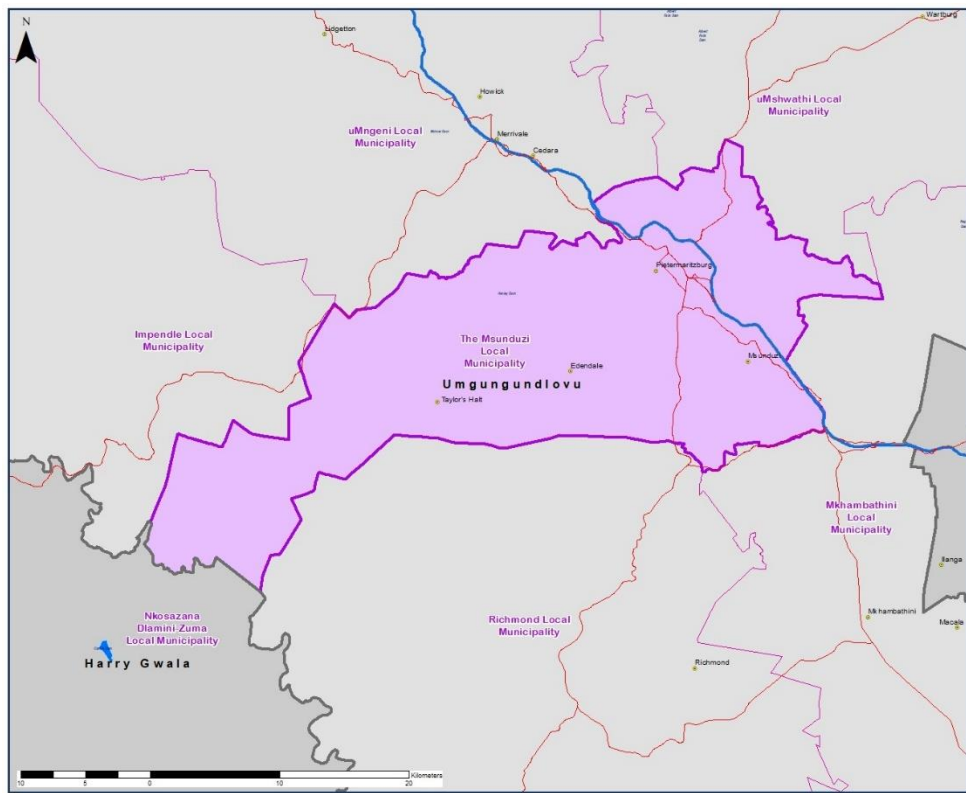 N
Wartburg
Lidgetton
Howick
uMshwathi Local
Municipality
uMngeni Local
Municipality
Merrivale
Cedara
Pietermaritzburg
Impendle Local
Municipality
The Msunduzi
Local
Municipality
Msunduzi
Edendale
Umgungundlovu
Taylor's Halt
Mkhambathini
Local
Municipality
Ilanga
Nkosazana
Dlamini-Zuma
Local Municipality
Richmond Local
Municipality
Mkhambathini
Macala
Harry Gwala
Richmond
Kilometers
10 5 0 10 20